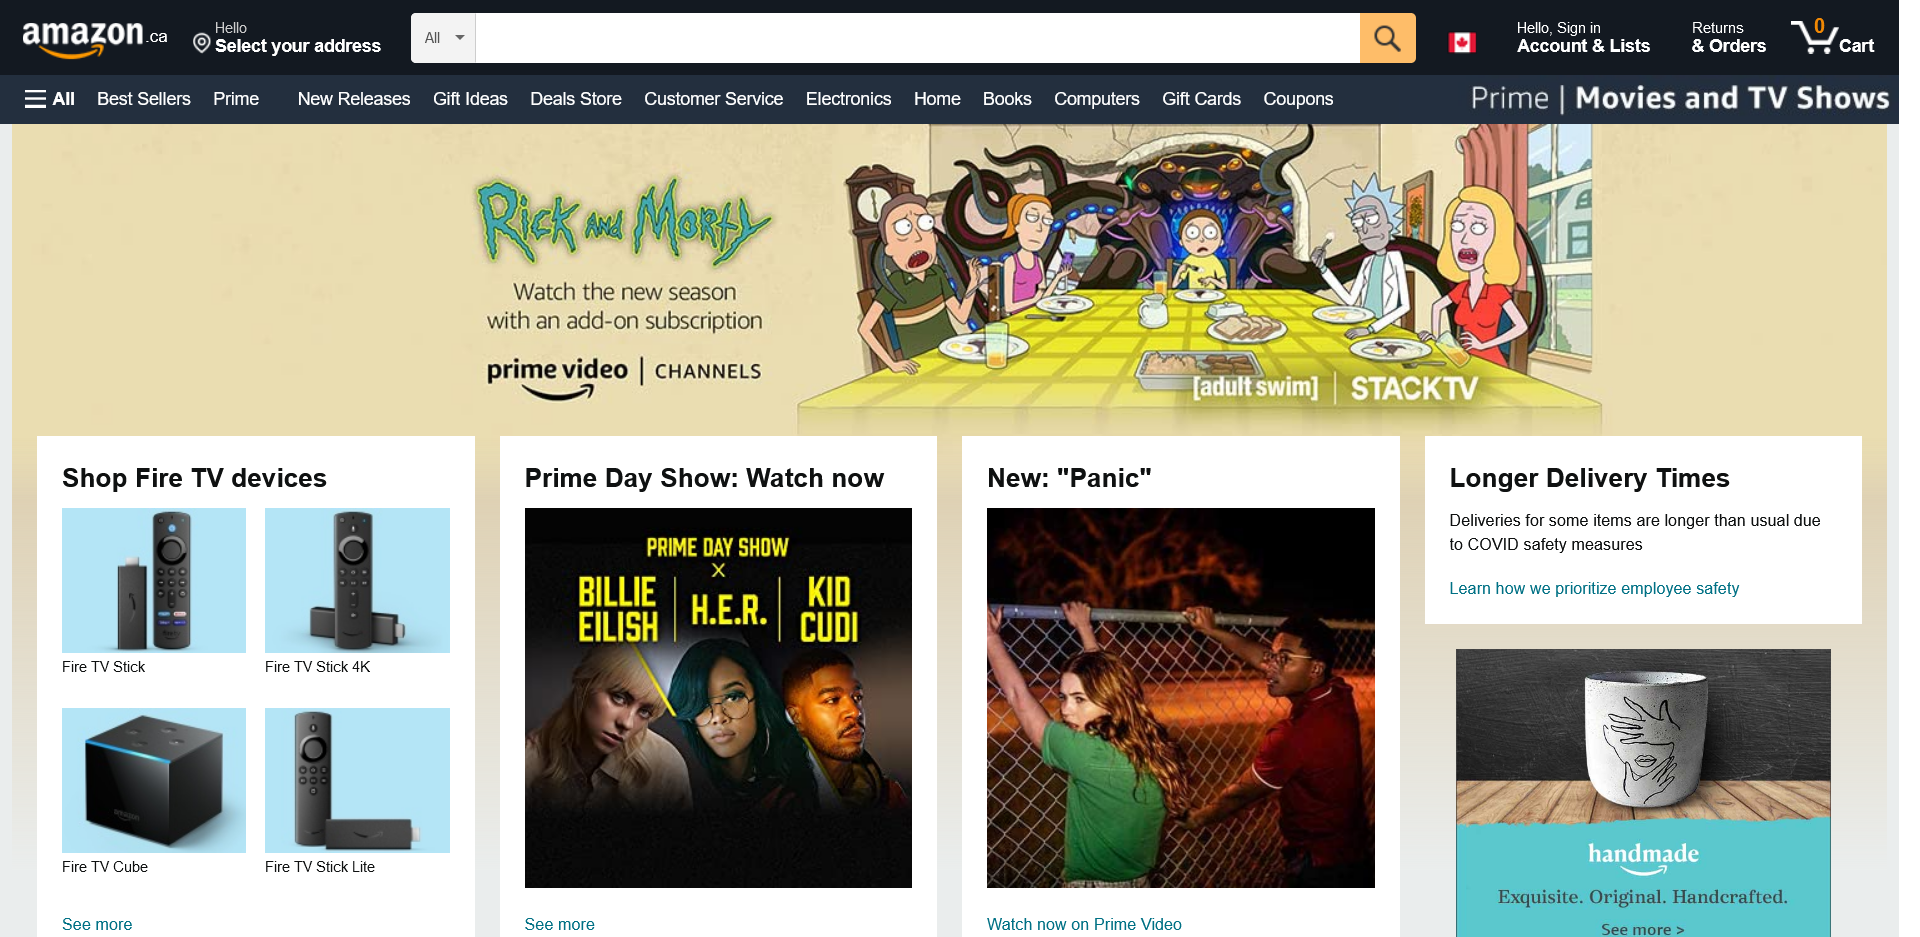 amazon.ca
Hello
Select your address
All
Hello, Sign in
Account & Lists
Returns
& Orders
0
Cart
All
Best Sellers
Prime
New Releases
Gift Ideas
Deals Store
Customer Service
Electronics
Home
Books
Computers
Gift Cards
Coupons
Prime | Movies and TV Shows
Rick and Morty
Watch the new season
with an add-on subscription
prime video | CHANNELS
[adult swim] | STACKTV
Shop Fire TV devices
Fire TV Stick
Fire TV Stick 4K
amazon
Fire TV Cube
Fire TV Stick Lite
See more
Prime Day Show: Watch now
PRIME DAY SHOW
X
BILLIE EILISH | H.E.R. | KID CUDI
See more
New: "Panic"
Watch now on Prime Video
Longer Delivery Times
Deliveries for some items are longer than usual due
to COVID safety measures
Learn how we prioritize employee safety
handmade
Exquisite. Original. Handcrafted.
See more >